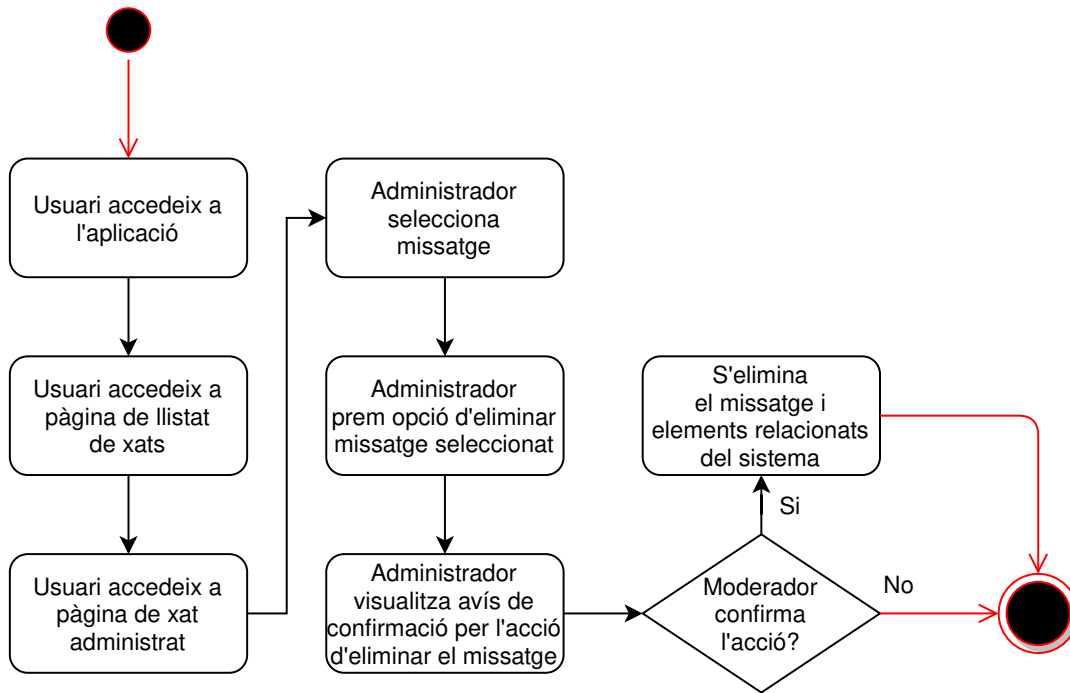 Usuari accedeix a
l'aplicació
Usuari accedeix a
pàgina de llistat
de xats
Usuari accedeix a
pàgina de xat
administrat
Administrador
selecciona
missatge
Administrador
prem opció d'eliminar
missatge seleccionat
Administrador
visualitza avís de
confirmació per l'acció
d'eliminar el missatge
Moderador
confirma
l'acció?
Si
S'elimina
el missatge i
elements relacionats
del sistema
No